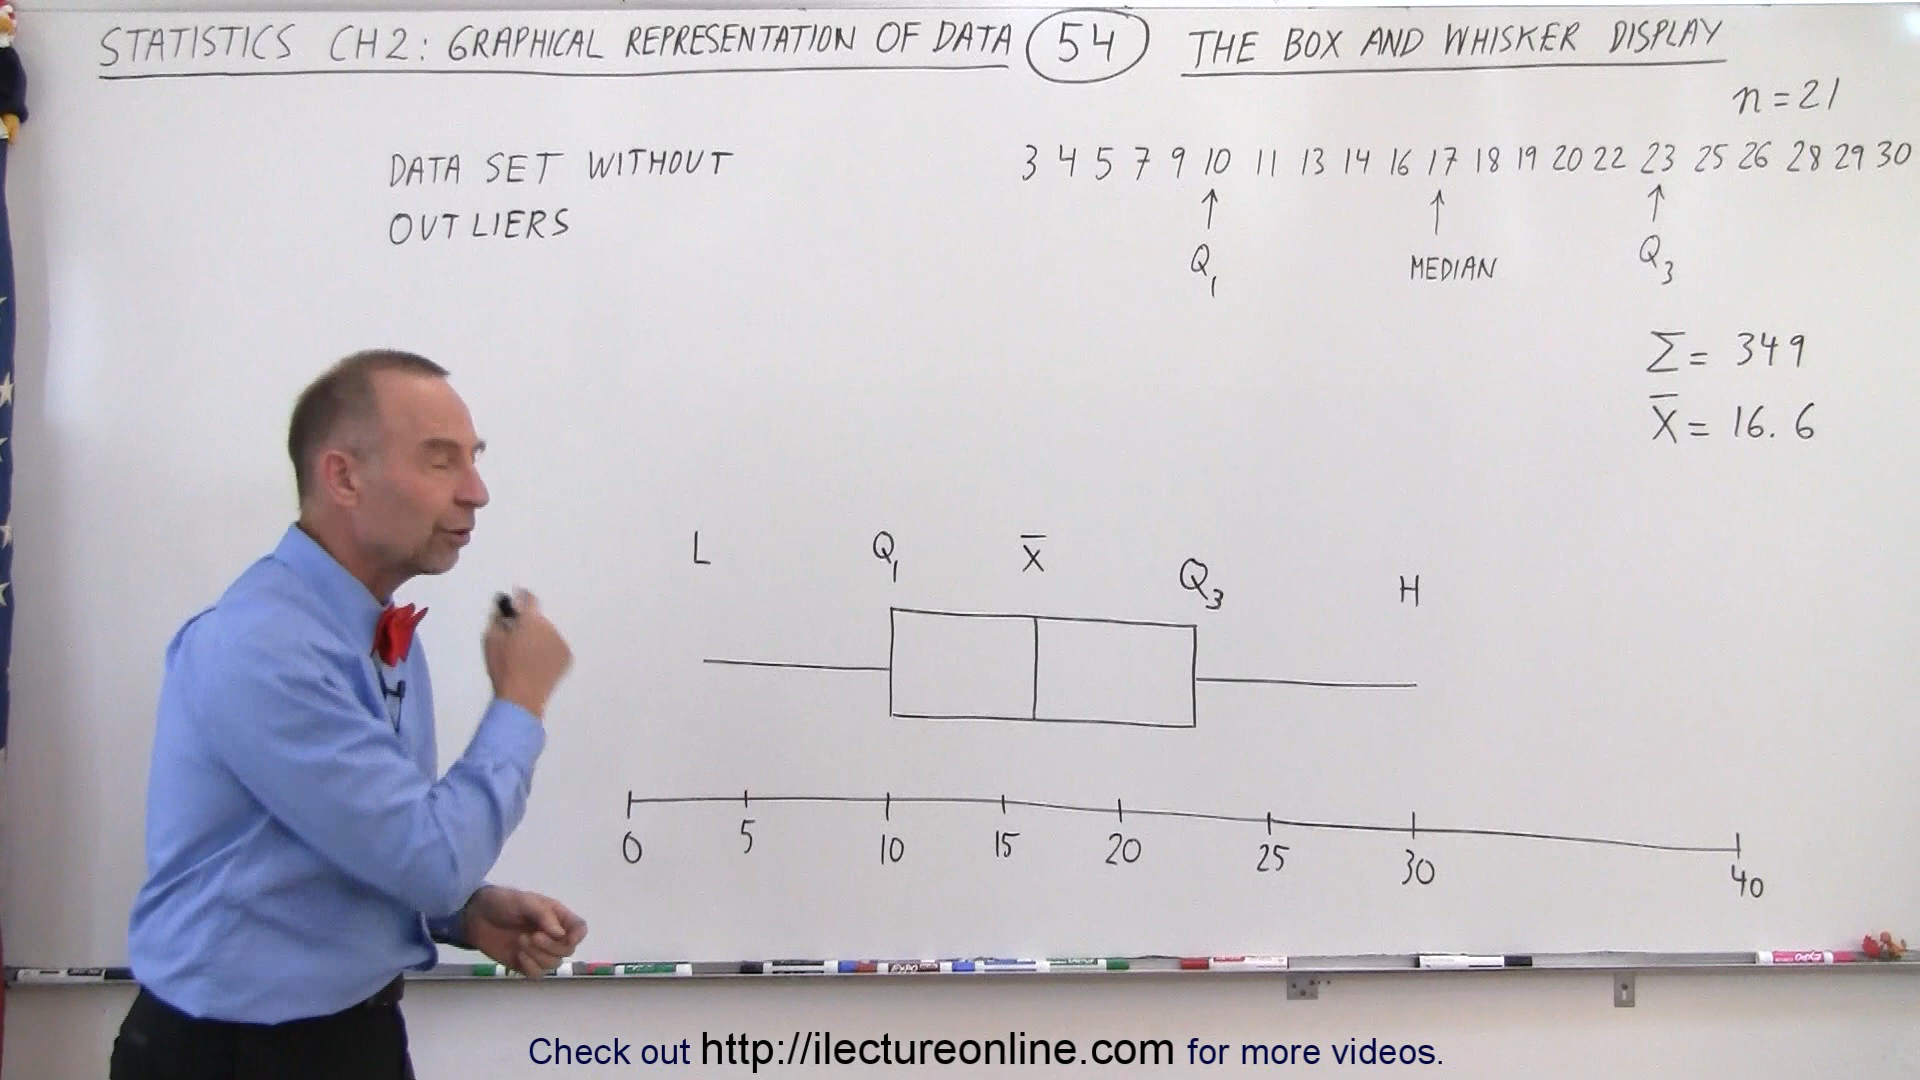 STATISTICS CH2: GRAPHICAL REPRESENTATION OF DATA 54 THE BOX AND WHISKER DISPLAY
n = 21
DATA SET WITHOUT
OUTLIERS
3 4 5 7 9 10 11 13 14 16 17 18 19 20 22 23 25 26 28 29 30
Q1 MEDIAN Q3
Σ = 349
X̄ = 16.6
L Q1 X̄ Q3 H
0 5 10 15 20 25 30 40
EXPO
Check out http://ilectureonline.com for more videos.